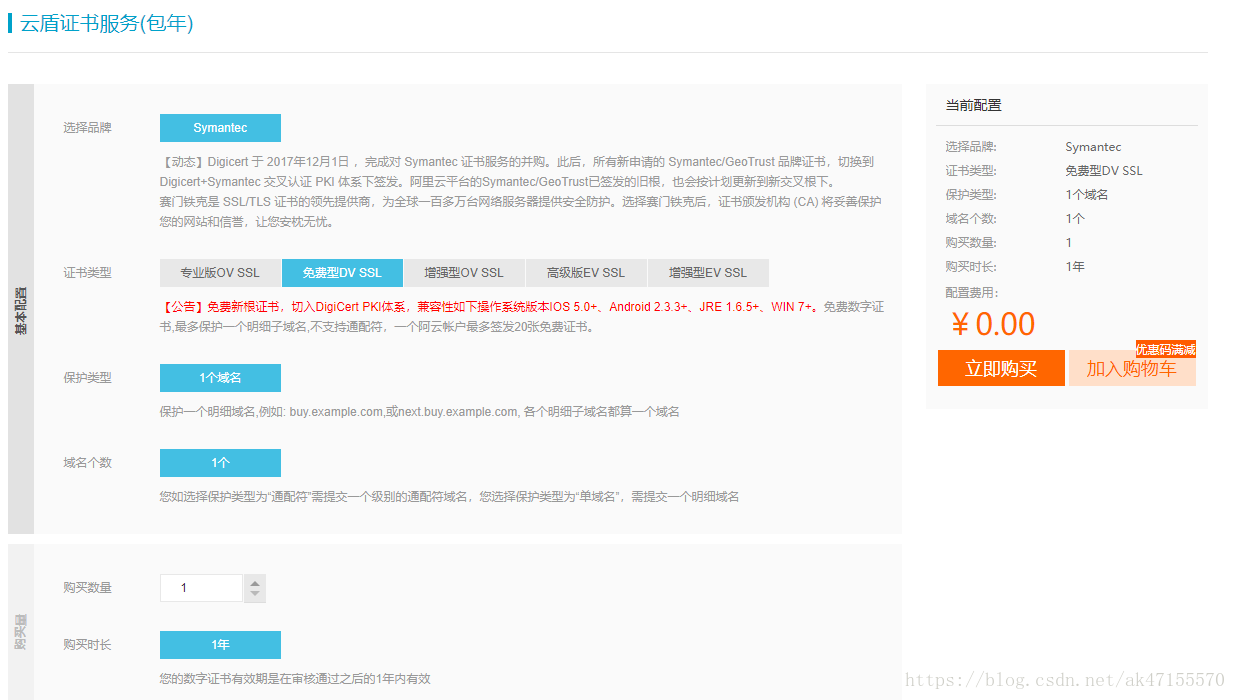 云盾证书服务(包年)
基本配置
选择品牌
Symantec
【动态】Digicert 于 2017年12月1日 ，完成对 Symantec 证书服务的并购。此后，所有新申请的 Symantec/GeoTrust 品牌证书，切换到
Digicert+Symantec 交叉认证 PKI 体系下签发。阿里云平台的Symantec/GeoTrust已签发的旧根，也会按计划更新到新交叉根下。
赛门铁克是 SSL/TLS 证书的领先提供商，为全球一百多万台网络服务器提供安全防护。选择赛门铁克后，证书颁发机构 (CA) 将妥善保护
您的网站和信誉，让您安枕无忧。
证书类型
专业版OV SSL
免费型DV SSL
增强型OV SSL
高级版EV SSL
增强型EV SSL
【公告】免费新根证书，切入DigiCert PKI体系，兼容性如下操作系统版本IOS 5.0+、Android 2.3.3+、JRE 1.6.5+、WIN 7+。免费数字证
书,最多保护一个明细子域名,不支持通配符，一个阿云帐户最多签发20张免费证书。
保护类型
1个域名
保护一个明细域名,例如: buy.example.com,或next.buy.example.com, 各个明细子域名都算一个域名
域名个数
1个
您如选择保护类型为“通配符”需提交一个级别的通配符域名，您选择保护类型为“单域名”，需提交一个明细域名
购买量
购买数量
1
购买时长
1年
您的数字证书有效期是在审核通过之后的1年内有效
当前配置
选择品牌: Symantec
证书类型: 免费型DV SSL
保护类型: 1个域名
域名个数: 1个
购买数量: 1
购买时长: 1年
配置费用:
¥ 0.00
优惠码满减
立即购买
加入购物车
https://blog.csdn.net/ak47155570